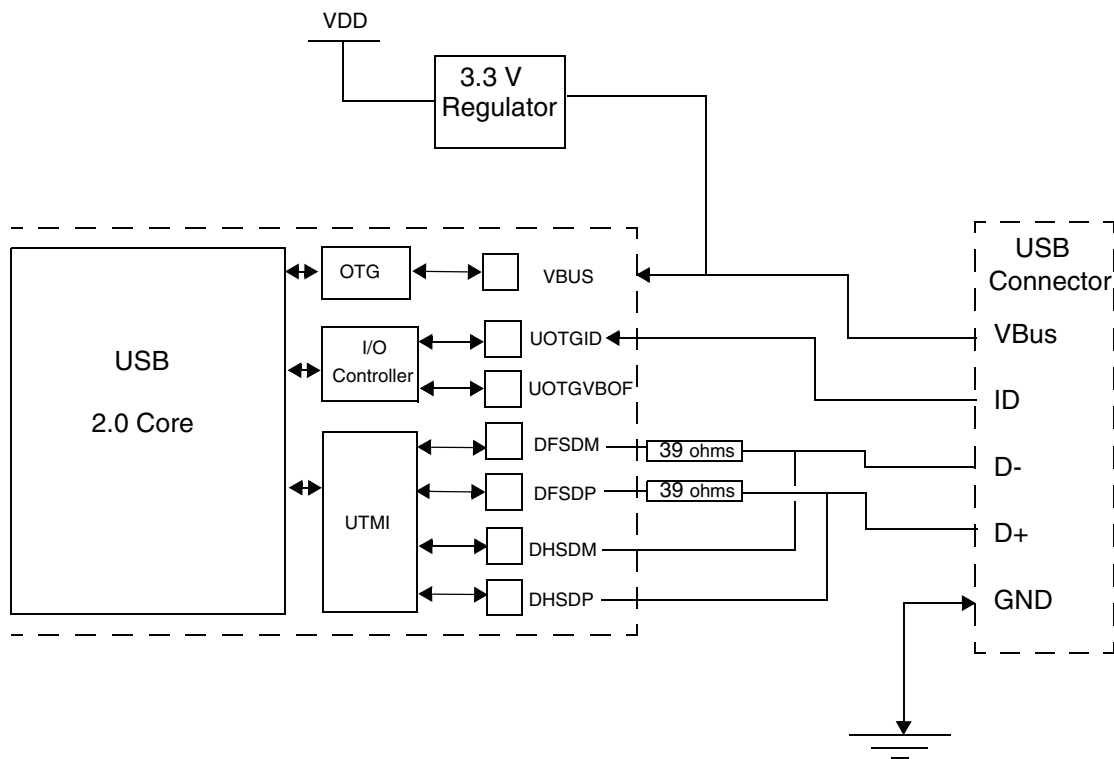 VDD
3.3 V
Regulator
USB
2.0 Core
OTG
I/O
Controller
UTMI
VBUS
UOTGID
UOTGVBOF
DFSDM
DFSDP
DHSDM
DHSDP
39 ohms
39 ohms
USB
Connector
VBus
ID
D-
D+
GND